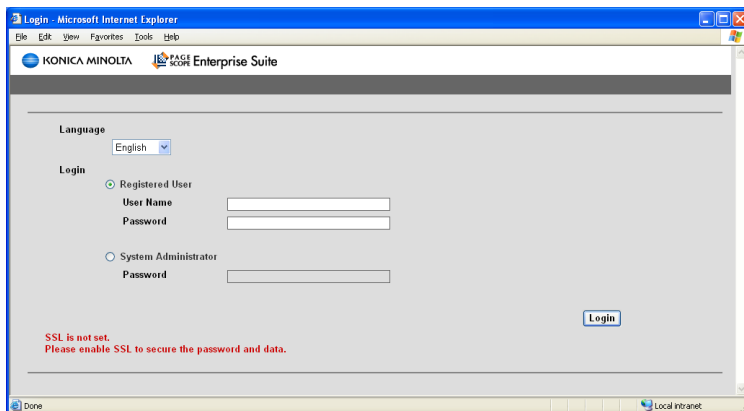 Login - Microsoft Internet Explorer
File Edit View Favorites Tools Help
KONICA MINOLTA PAGE SCOPE Enterprise Suite
Language
English
Login
Registered User
User Name
Password
System Administrator
Password
Login
SSL is not set.
Please enable SSL to secure the password and data.
Done Local intranet